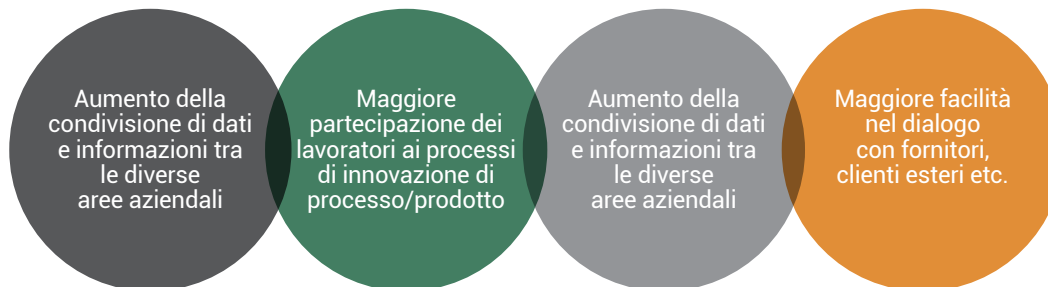 Aumento della
condivisione di dati
e informazioni tra
le diverse
aree aziendali
Maggiore
partecipazione dei
lavoratori ai processi
di innovazione di
processo/prodotto
Aumento della
condivisione di dati
e informazioni tra
le diverse
aree aziendali
Maggiore facilità
nel dialogo
con fornitori,
clienti esteri etc.